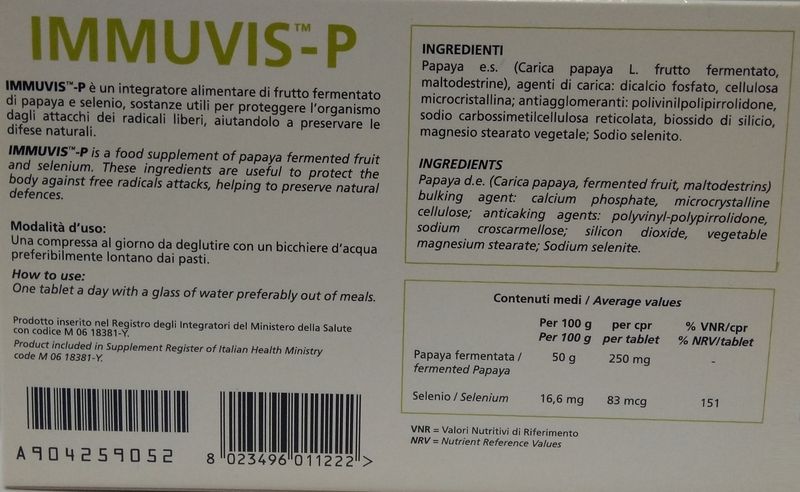 IMMUVIS™-P
IMMUVIS™-P è un integratore alimentare di frutto fermentato
di papaya e selenio, sostanze utili per proteggere l'organismo
dagli attacchi dei radicali liberi, aiutandolo a preservare le
difese naturali.
IMMUVIS™-P is a food supplement of papaya fermented fruit
and selenium. These ingredients are useful to protect the
body against free radicals attacks, helping to preserve natural
defences.
Modalità d'uso:
Una compressa al giorno da deglutire con un bicchiere d'acqua
preferibilmente lontano dai pasti.
How to use:
One tablet a day with a glass of water preferably out of meals.
Prodotto inserito nel Registro degli Integratori del Ministero della Salute
con codice M 06 18381-Y.
Product included in Supplement Register of Italian Health Ministry
code M 06 18381-Y.
A904259052
8 023496 011222 >
INGREDIENTI
Papaya e.s. (Carica papaya L. frutto fermentato,
maltodestrine), agenti di carica: dicalcio fosfato, cellulosa
microcristallina; antiagglomeranti: polivinilpolipirrolidone,
sodio carbossimetilcellulosa reticolata, biossido di silicio,
magnesio stearato vegetale; Sodio selenito.
INGREDIENTS
Papaya d.e. (Carica papaya, fermented fruit, maltodestrins)
bulking agent: calcium phosphate, microcrystalline
cellulose; anticaking agents: polyvinyl-polypirrolidone,
sodium croscarmellose; silicon dioxide, vegetable
magnesium stearate; Sodium selenite.
Contenuti medi / Average values
Per 100 g per cpr % VNR/cpr
Per 100 g per tablet % NRV/tablet
Papaya fermentata / 50 g 250 mg -
fermented Papaya
Selenio / Selenium 16,6 mg 83 mcg 151
VNR = Valori Nutritivi di Riferimento
NRV = Nutrient Reference Values